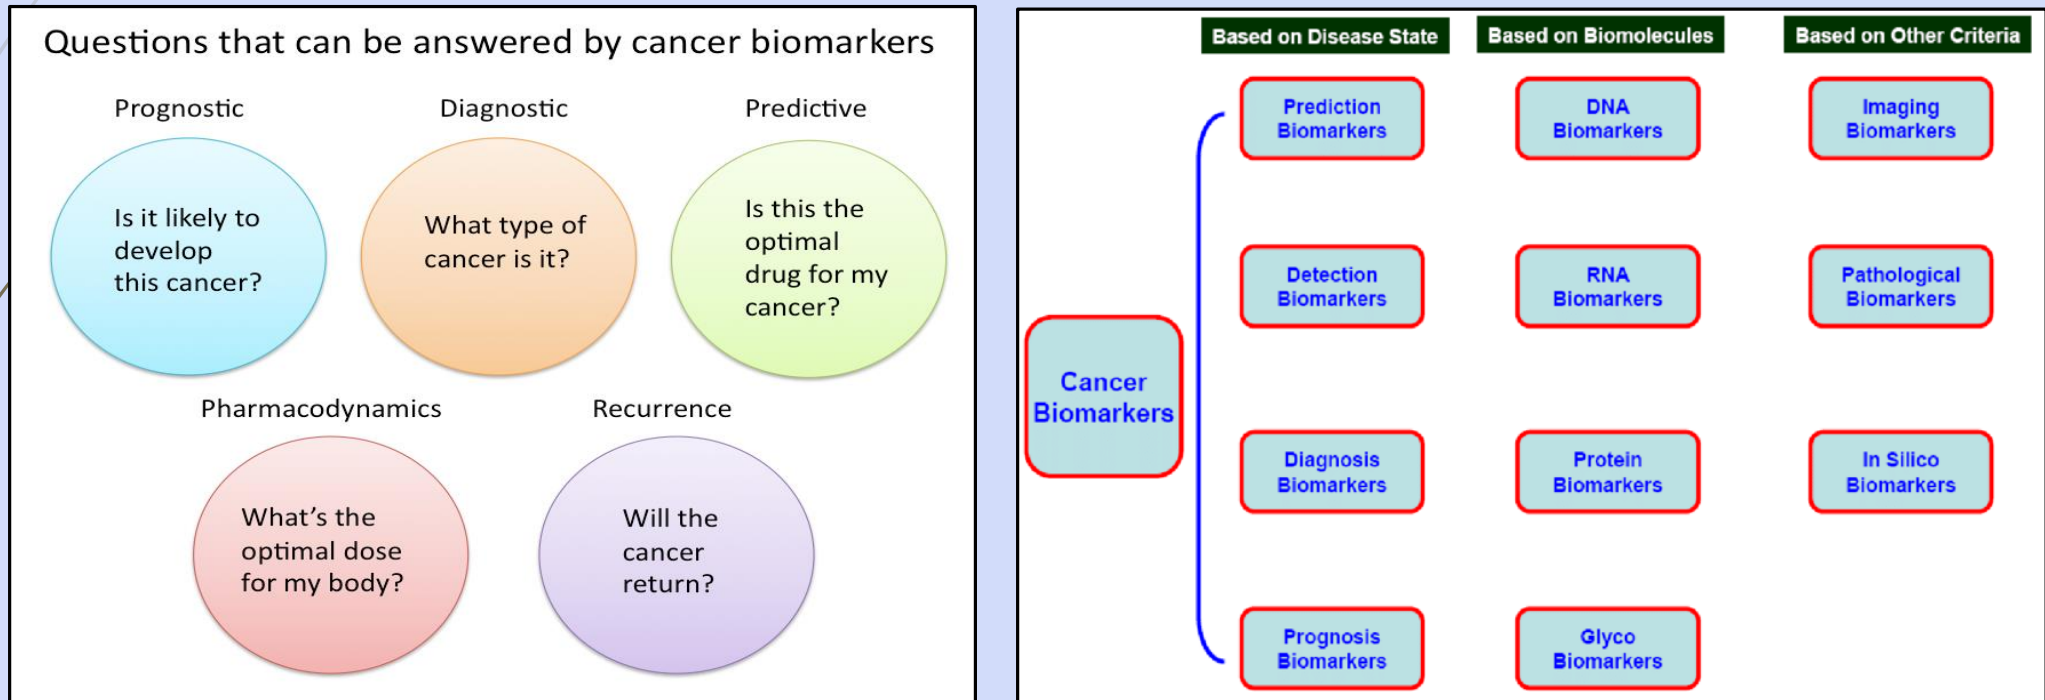 Questions that can be answered by cancer biomarkers
Prognostic
Is it likely to
develop
this cancer?
Diagnostic
What type of
cancer is it?
Predictive
Is this the
optimal
drug for my
cancer?
Pharmacodynamics
What’s the
optimal dose
for my body?
Recurrence
Will the
cancer
return?
Cancer
Biomarkers
Based on Disease State
Prediction
Biomarkers
Detection
Biomarkers
Diagnosis
Biomarkers
Prognosis
Biomarkers
Based on Biomolecules
DNA
Biomarkers
RNA
Biomarkers
Protein
Biomarkers
Glyco
Biomarkers
Based on Other Criteria
Imaging
Biomarkers
Pathological
Biomarkers
In Silico
Biomarkers